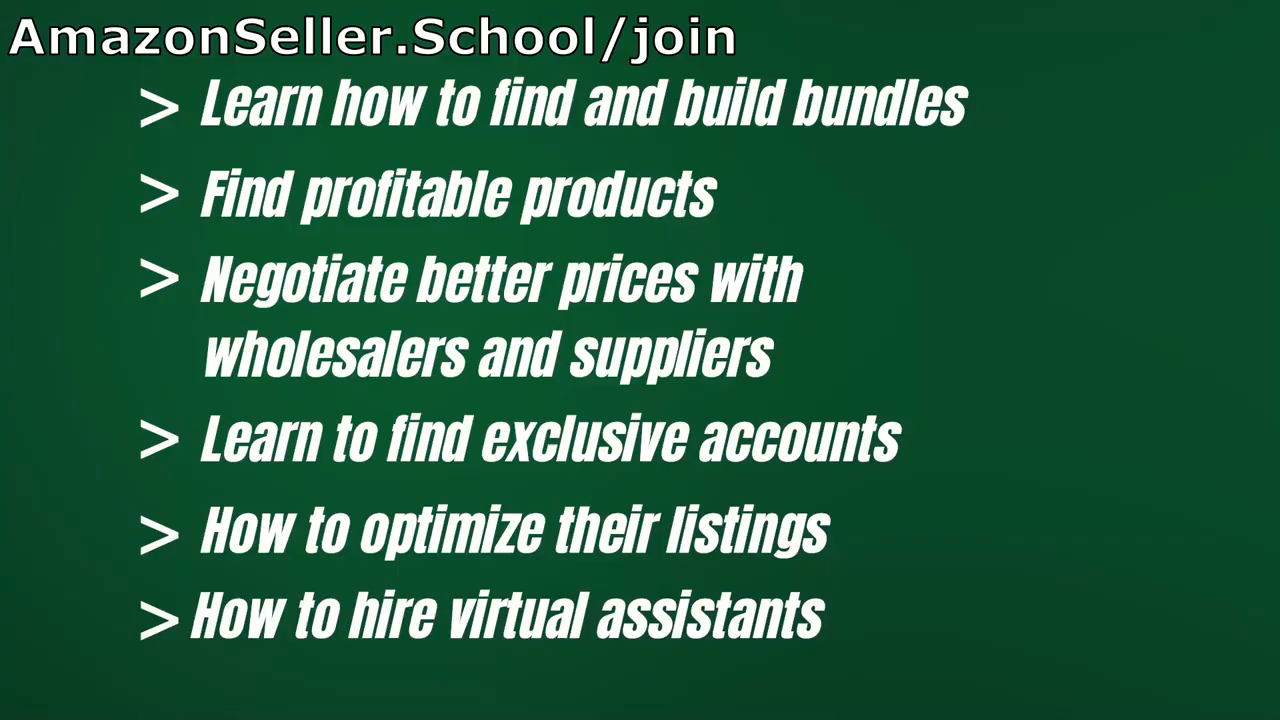 AmazonSeller.School/join
> Learn how to find and build bundles
> Find profitable products
> Negotiate better prices with
wholesalers and suppliers
> Learn to find exclusive accounts
> How to optimize their listings
> How to hire virtual assistants